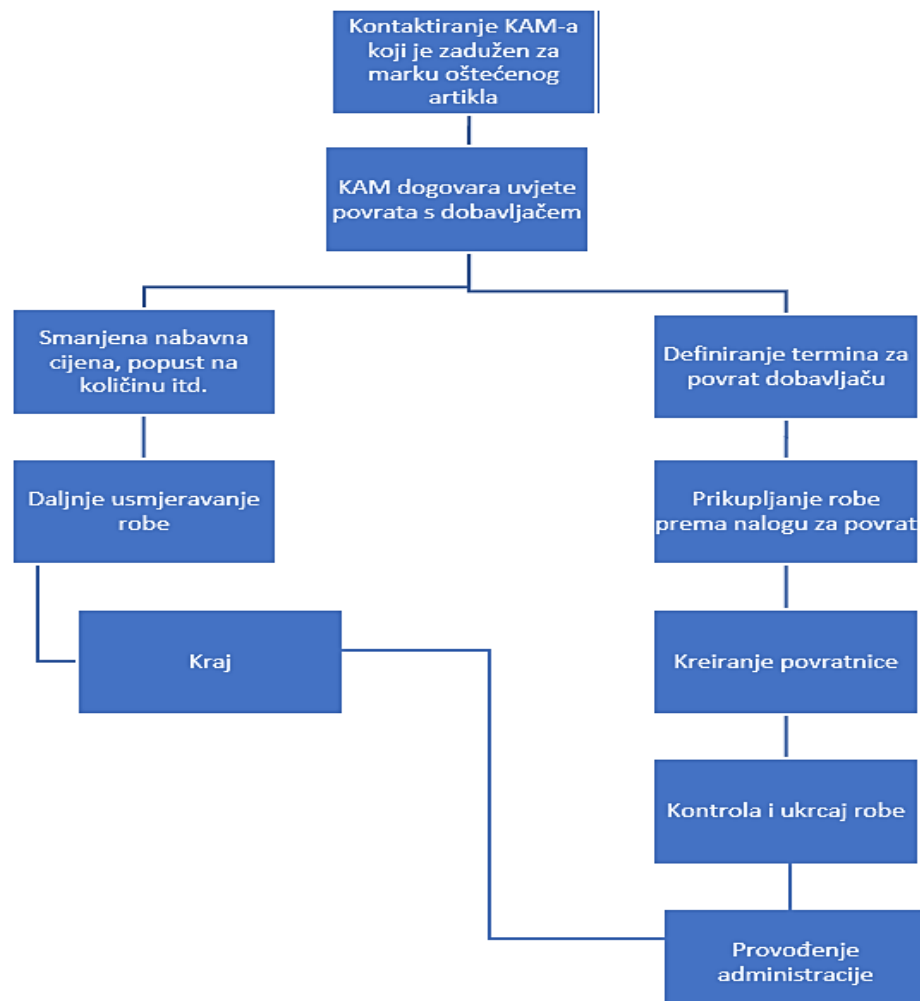 Kontaktiranje KAM-a
koji je zadužen za
marku oštećenog
artikla
KAM dogovara uvjete
povrata s dobavljačem
Smanjena nabavna
cijena, popust na
količinu itd.
Daljnje usmjeravanje
robe
Kraj
Definiranje termina za
povrat dobavljaču
Prikupljanje robe
prema nalogu za povrat
Kreiranje povratnice
Kontrola i ukrcaj robe
Provođenje
administracije